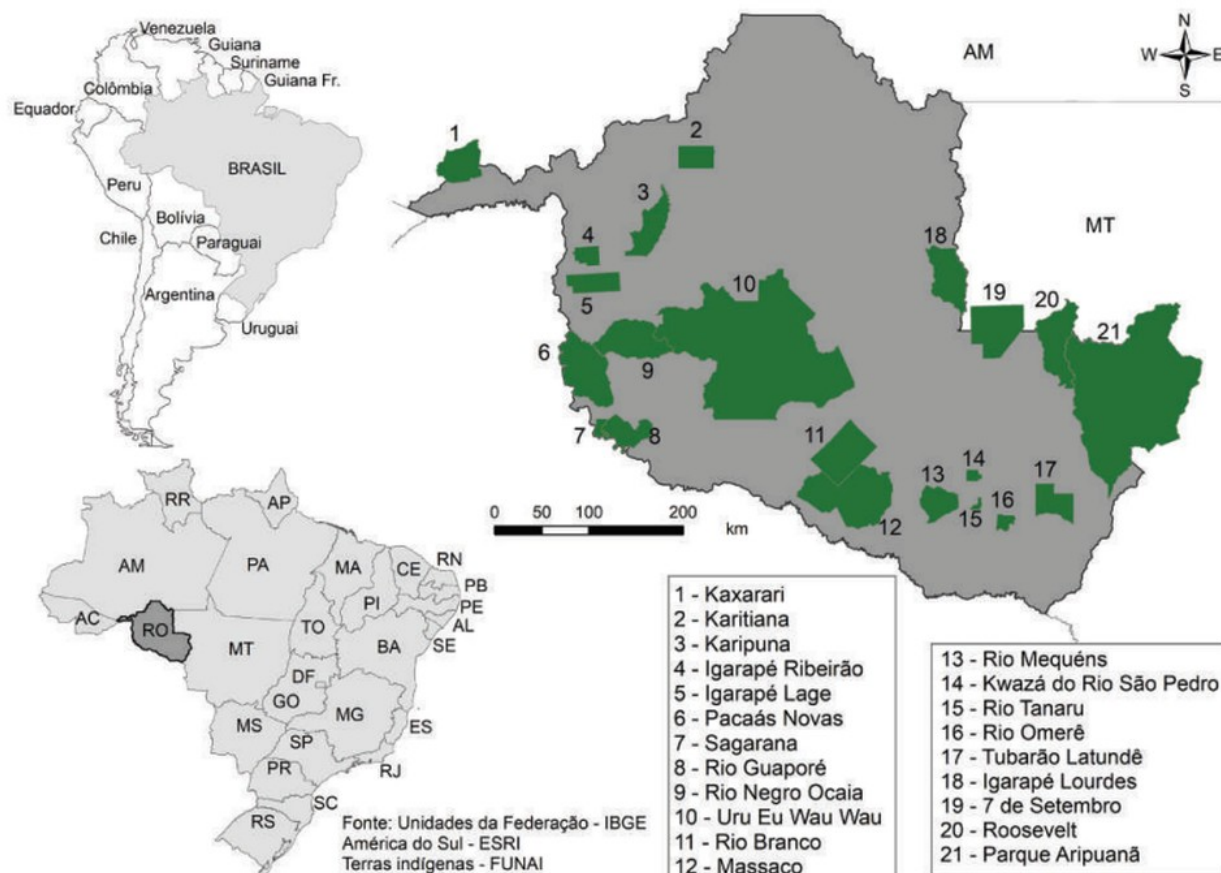 Venezuela
Guiana
Suriname
Guiana Fr.
Colômbia
Equador
BRASIL
Peru
Bolívia
Chile
Paraguai
Argentina
Uruguai
AM
N
W E
S
MT
1
2
3
4
5
6
7
8
9
10
11
12
13
14
15
16
17
18
19
20
21
0 50 100 200
km
RR
AP
AM
PA
MA
CE
RN
PB
PE
AL
SE
PI
AC
RO
TO
BA
MT
DF
GO
MG
ES
MS
SP
RJ
PR
SC
RS
Fonte: Unidades da Federação - IBGE
América do Sul - ESRI
Terras indígenas - FUNAI
1 - Kaxarari
2 - Karitiana
3 - Karipuna
4 - Igarapé Ribeirão
5 - Igarapé Lage
6 - Pacaás Novas
7 - Sagarana
8 - Rio Guaporé
9 - Rio Negro Ocaia
10 - Uru Eu Wau Wau
11 - Rio Branco
12 - Massaco
13 - Rio Mequéns
14 - Kwazá do Rio São Pedro
15 - Rio Tanaru
16 - Rio Omerê
17 - Tubarão Latundê
18 - Igarapé Lourdes
19 - 7 de Setembro
20 - Roosevelt
21 - Parque Aripuanã